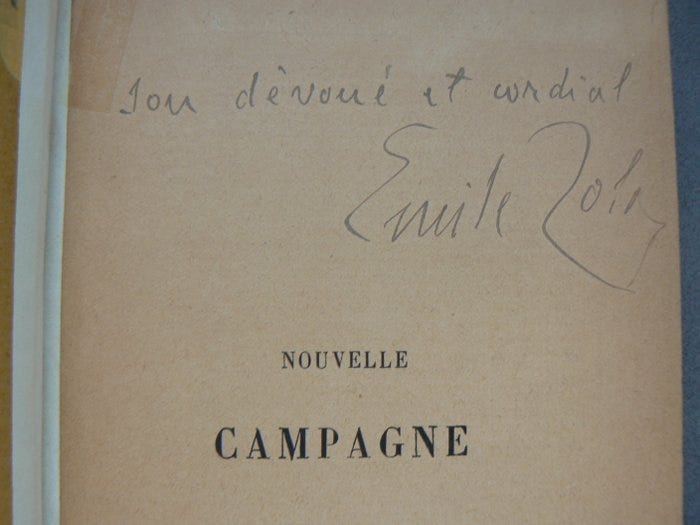 son dévoué et cordial
Emile Zola
NOUVELLE
CAMPAGNE